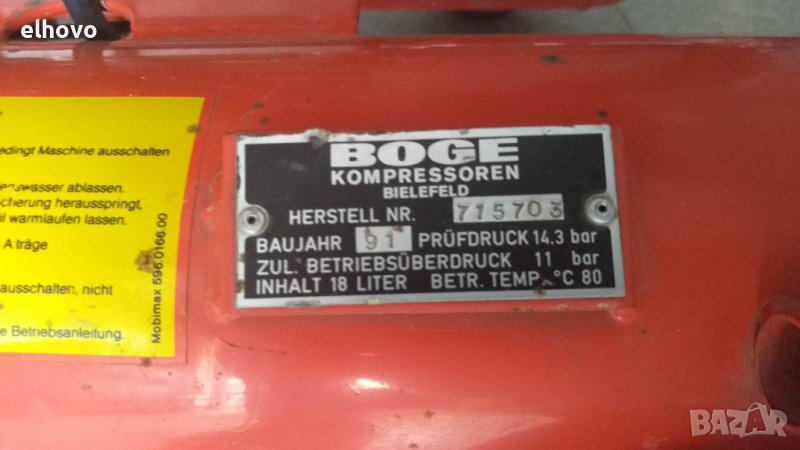 elhovo
edingt Maschine ausschalten
wasser ablassen.
cherung herausspringt,
il warmlaufen lassen.
A träge
ausschalten, nicht
e Betriebsanleitung.
Mobimax 596.0166.00
BOGE
KOMPRESSOREN
BIELEFELD
HERSTELL NR. 715703
BAUJAHR 91 PRÜFDRUCK 14.3 bar
ZUL. BETRIEBSÜBERDRUCK 11 bar
INHALT 18 LITER BETR. TEMP. °C 80
BAZAR